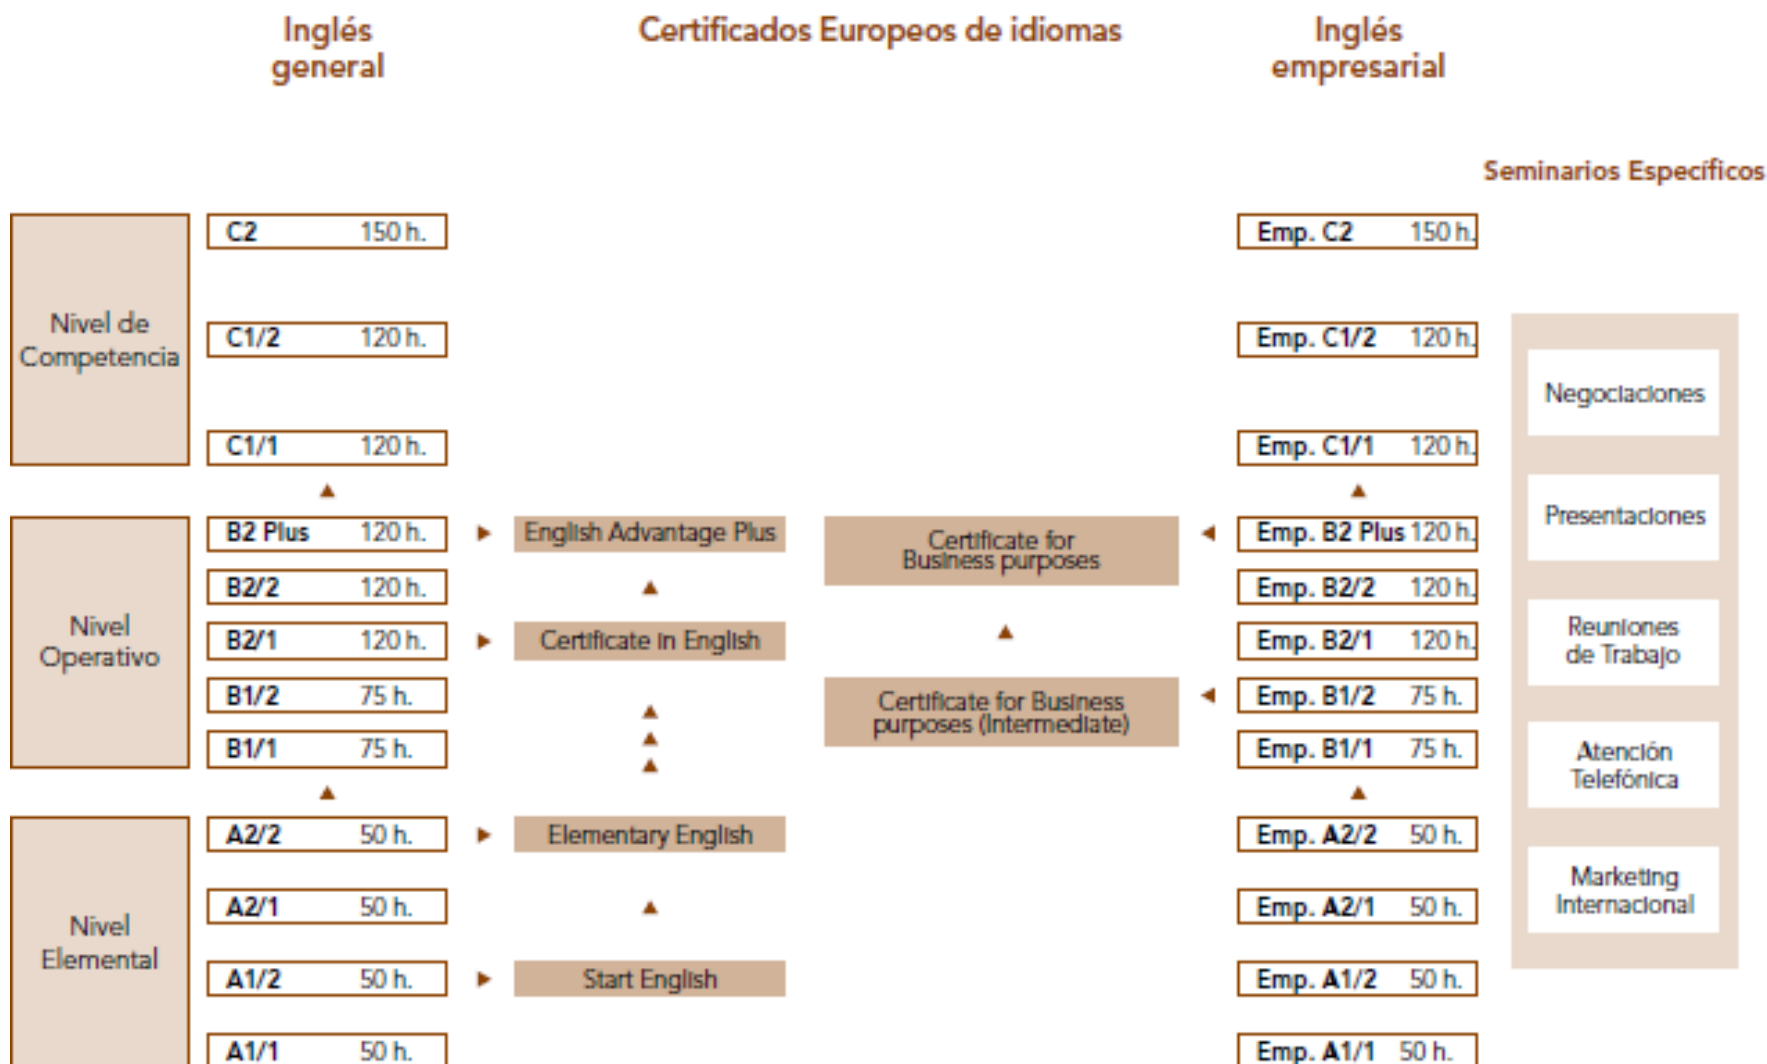 Inglés
general
Certificados Europeos de idiomas
Inglés
empresarial
Seminarios Específicos
Nivel de
Competencia
C2 150 h.
Emp. C2 150 h.
C1/2 120 h.
Emp. C1/2 120 h.
C1/1 120 h.
Emp. C1/1 120 h.
Nivel
Operativo
B2 Plus 120 h.
English Advantage Plus
Certificate for
Business purposes
Emp. B2 Plus 120 h.
B2/2 120 h.
Emp. B2/2 120 h.
B2/1 120 h.
Certificate in English
Emp. B2/1 120 h.
B1/2 75 h.
Certificate for Business
purposes (Intermediate)
Emp. B1/2 75 h.
B1/1 75 h.
Emp. B1/1 75 h.
Nivel
Elemental
A2/2 50 h.
Elementary English
Emp. A2/2 50 h.
A2/1 50 h.
Emp. A2/1 50 h.
A1/2 50 h.
Start English
Emp. A1/2 50 h.
A1/1 50 h.
Emp. A1/1 50 h.
Negociaciones
Presentaciones
Reuniones
de Trabajo
Atención
Telefónica
Marketing
Internacional